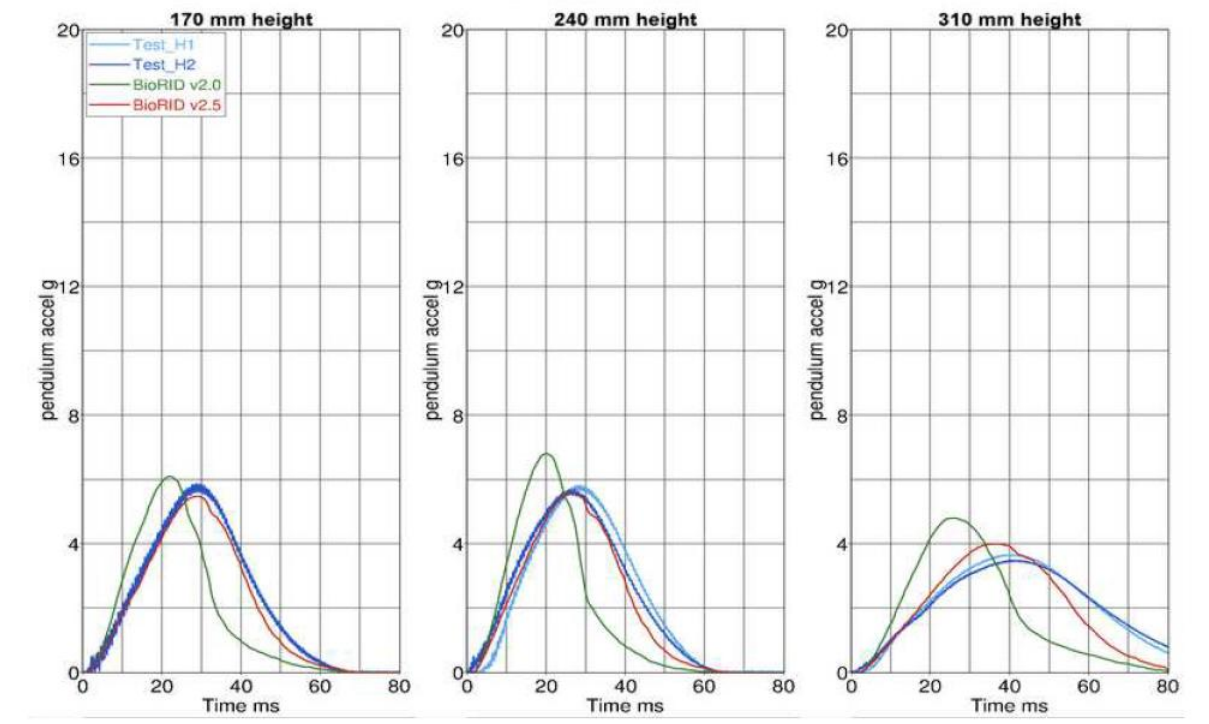 170 mm height
20
16
12
8
4
0
pendulum accel g
Test_H1
Test_H2
BioRID v2.0
BioRID v2.5
0 20 40 60 80
Time ms
240 mm height
20
16
12
8
4
0
pendulum accel g
0 20 40 60 80
Time ms
310 mm height
20
16
12
8
4
0
pendulum accel g
0 20 40 60 80
Time ms